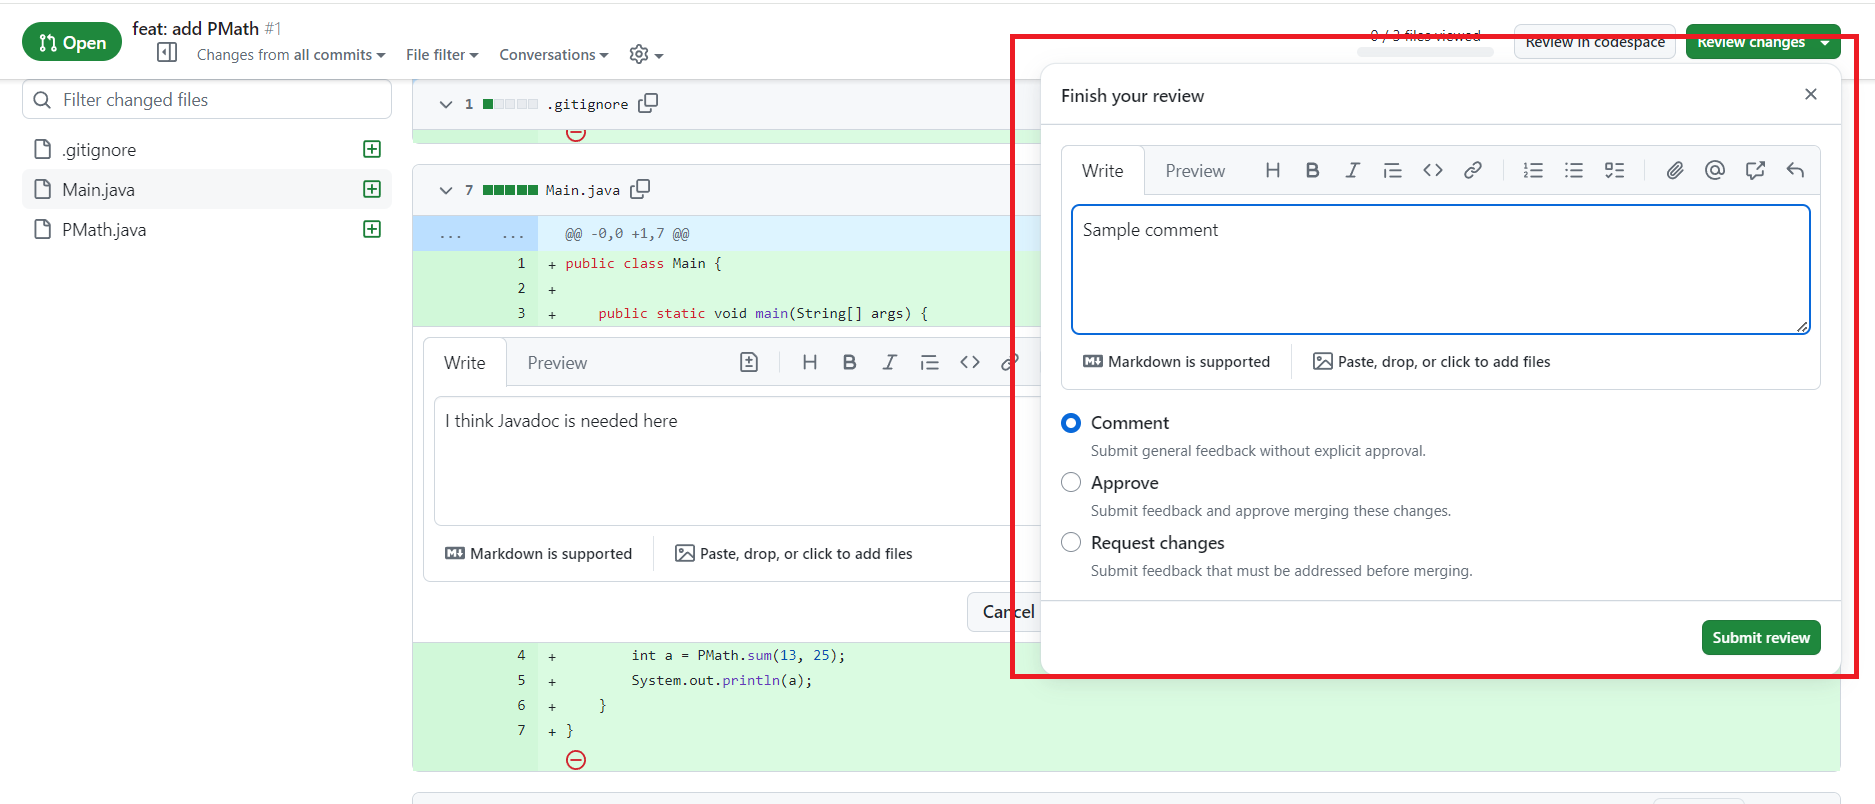 Open
feat: add PMath #1
Changes from all commits
File filter
Conversations
0 / 3 files viewed
Review in codespace
Review changes
Filter changed files
.gitignore
Main.java
PMath.java
1 .gitignore
7 Main.java
... ... @@ -0,0 +1,7 @@
1 + public class Main {
2 +
3 + public static void main(String[] args) {
Write Preview
I think Javadoc is needed here
Markdown is supported
Paste, drop, or click to add files
Cancel
4 + int a = PMath.sum(13, 25);
5 + System.out.println(a);
6 + }
7 + }
Finish your review
Write Preview
Sample comment
Markdown is supported
Paste, drop, or click to add files
Comment
Submit general feedback without explicit approval.
Approve
Submit feedback and approve merging these changes.
Request changes
Submit feedback that must be addressed before merging.
Submit review